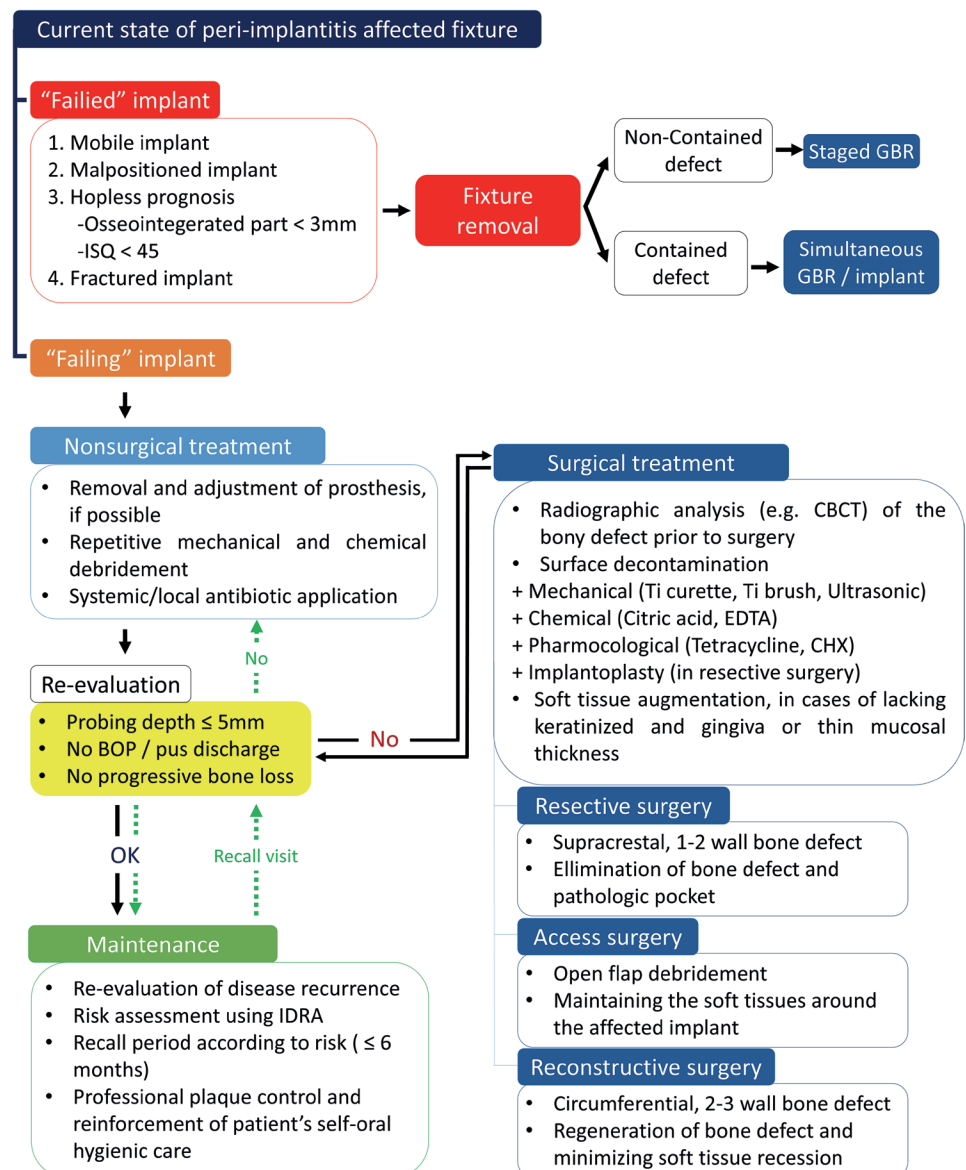 Current state of peri-implantitis affected fixture
“Failied” implant
1. Mobile implant
2. Malpositioned implant
3. Hopless prognosis
-Osseointegerated part < 3mm
-ISQ < 45
4. Fractured implant
Fixture
removal
Non-Contained
defect
Staged GBR
Contained
defect
Simultaneous
GBR / implant
“Failing” implant
Nonsurgical treatment
• Removal and adjustment of prosthesis,
if possible
• Repetitive mechanical and chemical
debridement
• Systemic/local antibiotic application
No
Re-evaluation
• Probing depth ≤ 5mm
• No BOP / pus discharge
• No progressive bone loss
No
OK
Recall visit
Maintenance
• Re-evaluation of disease recurrence
• Risk assessment using IDRA
• Recall period according to risk ( ≤ 6
months)
• Professional plaque control and
reinforcement of patient’s self-oral
hygienic care
Surgical treatment
• Radiographic analysis (e.g. CBCT) of the
bony defect prior to surgery
• Surface decontamination
+ Mechanical (Ti curette, Ti brush, Ultrasonic)
+ Chemical (Citric acid, EDTA)
+ Pharmocological (Tetracycline, CHX)
+ Implantoplasty (in resective surgery)
• Soft tissue augmentation, in cases of lacking
keratinized and gingiva or thin mucosal
thickness
Resective surgery
• Supracrestal, 1-2 wall bone defect
• Ellimination of bone defect and
pathologic pocket
Access surgery
• Open flap debridement
• Maintaining the soft tissues around
the affected implant
Reconstructive surgery
• Circumferential, 2-3 wall bone defect
• Regeneration of bone defect and
minimizing soft tissue recession